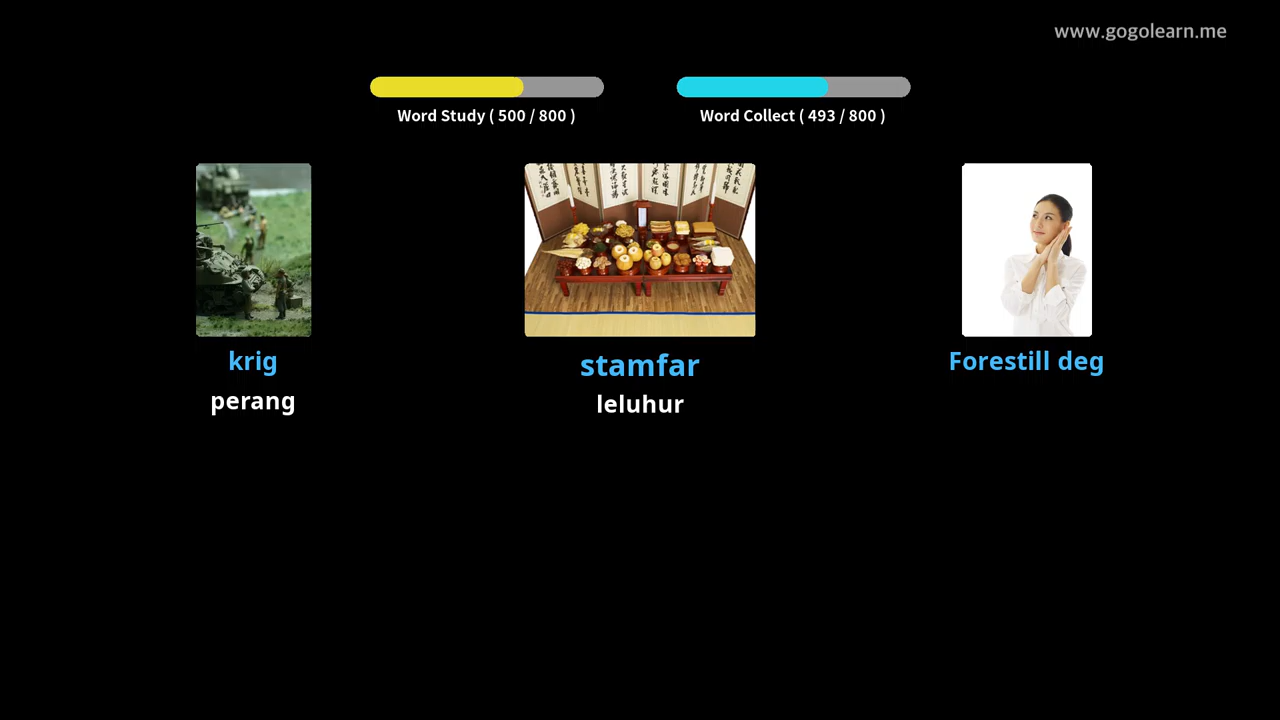 www.gogolearn.me
Word Study ( 500 / 800 )
Word Collect ( 493 / 800 )
krig
stamfar
Forestill deg
perang
leluhur